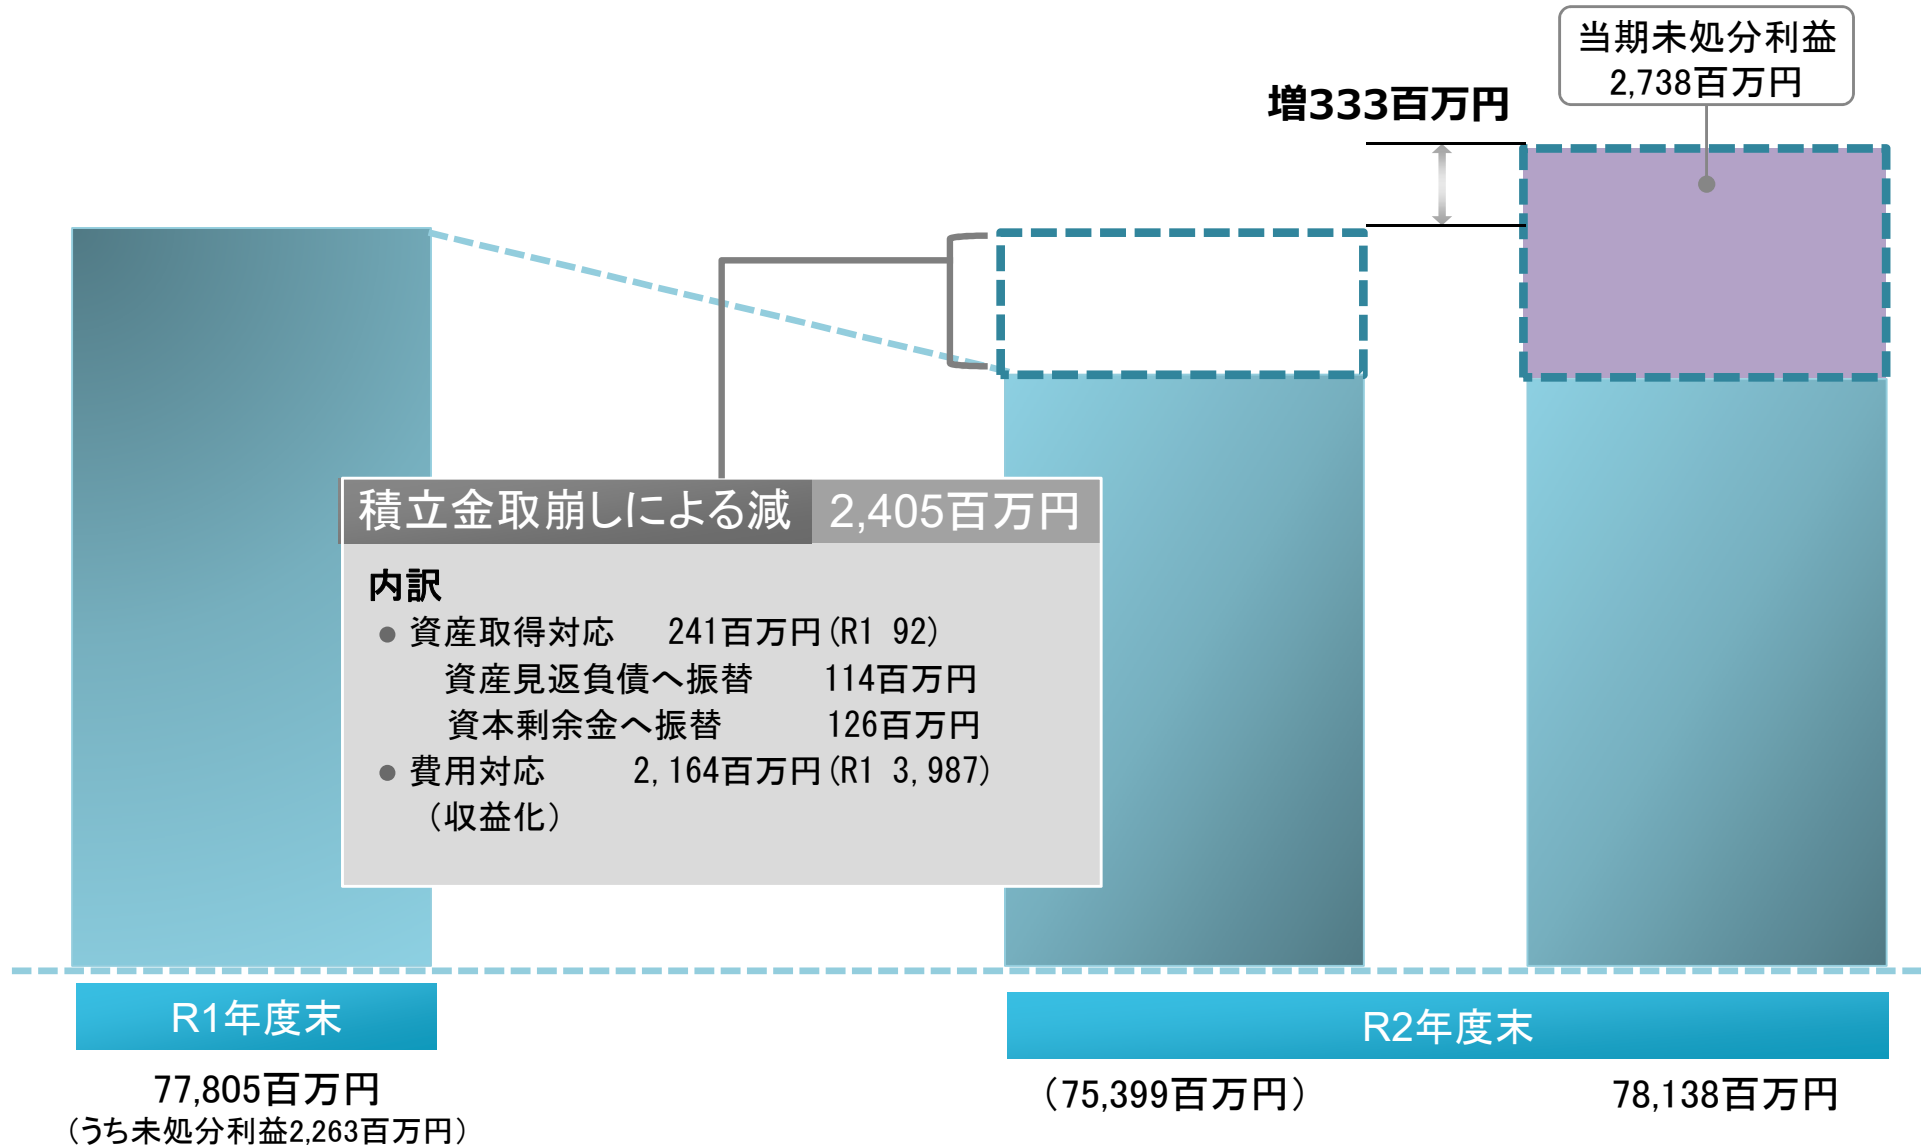 当期未処分利益
2,738百万円
増333百万円
積立金取崩しによる減 2,405百万円
内訳
● 資産取得対応 241百万円(R1 92)
資産見返負債へ振替 114百万円
資本剰余金へ振替 126百万円
● 費用対応 2,164百万円(R1 3,987)
（収益化）
R1年度末
R2年度末
77,805百万円
（うち未処分利益2,263百万円）
（75,399百万円）
78,138百万円